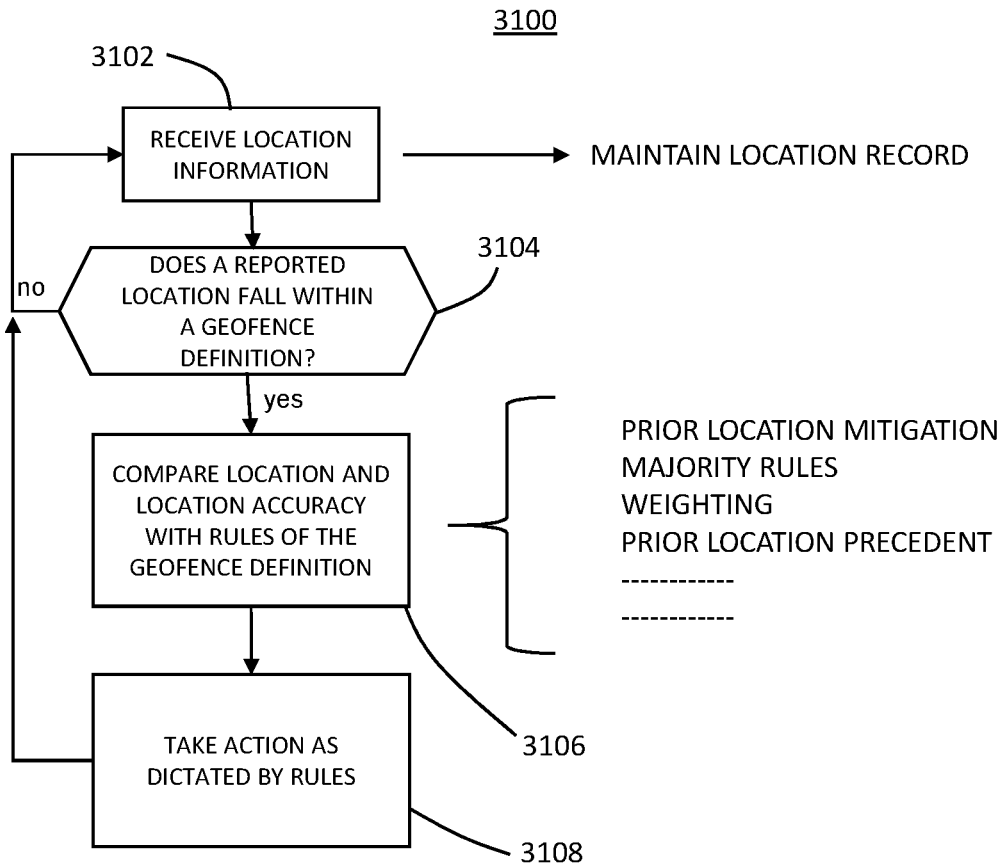 3100
3102
RECEIVE LOCATION
INFORMATION
MAINTAIN LOCATION RECORD
3104
DOES A REPORTED
LOCATION FALL WITHIN
A GEOFENCE
DEFINITION?
no
yes
COMPARE LOCATION AND
LOCATION ACCURACY
WITH RULES OF THE
GEOFENCE DEFINITION
PRIOR LOCATION MITIGATION
MAJORITY RULES
WEIGHTING
PRIOR LOCATION PRECEDENT
------------
------------
3106
TAKE ACTION AS
DICTATED BY RULES
3108